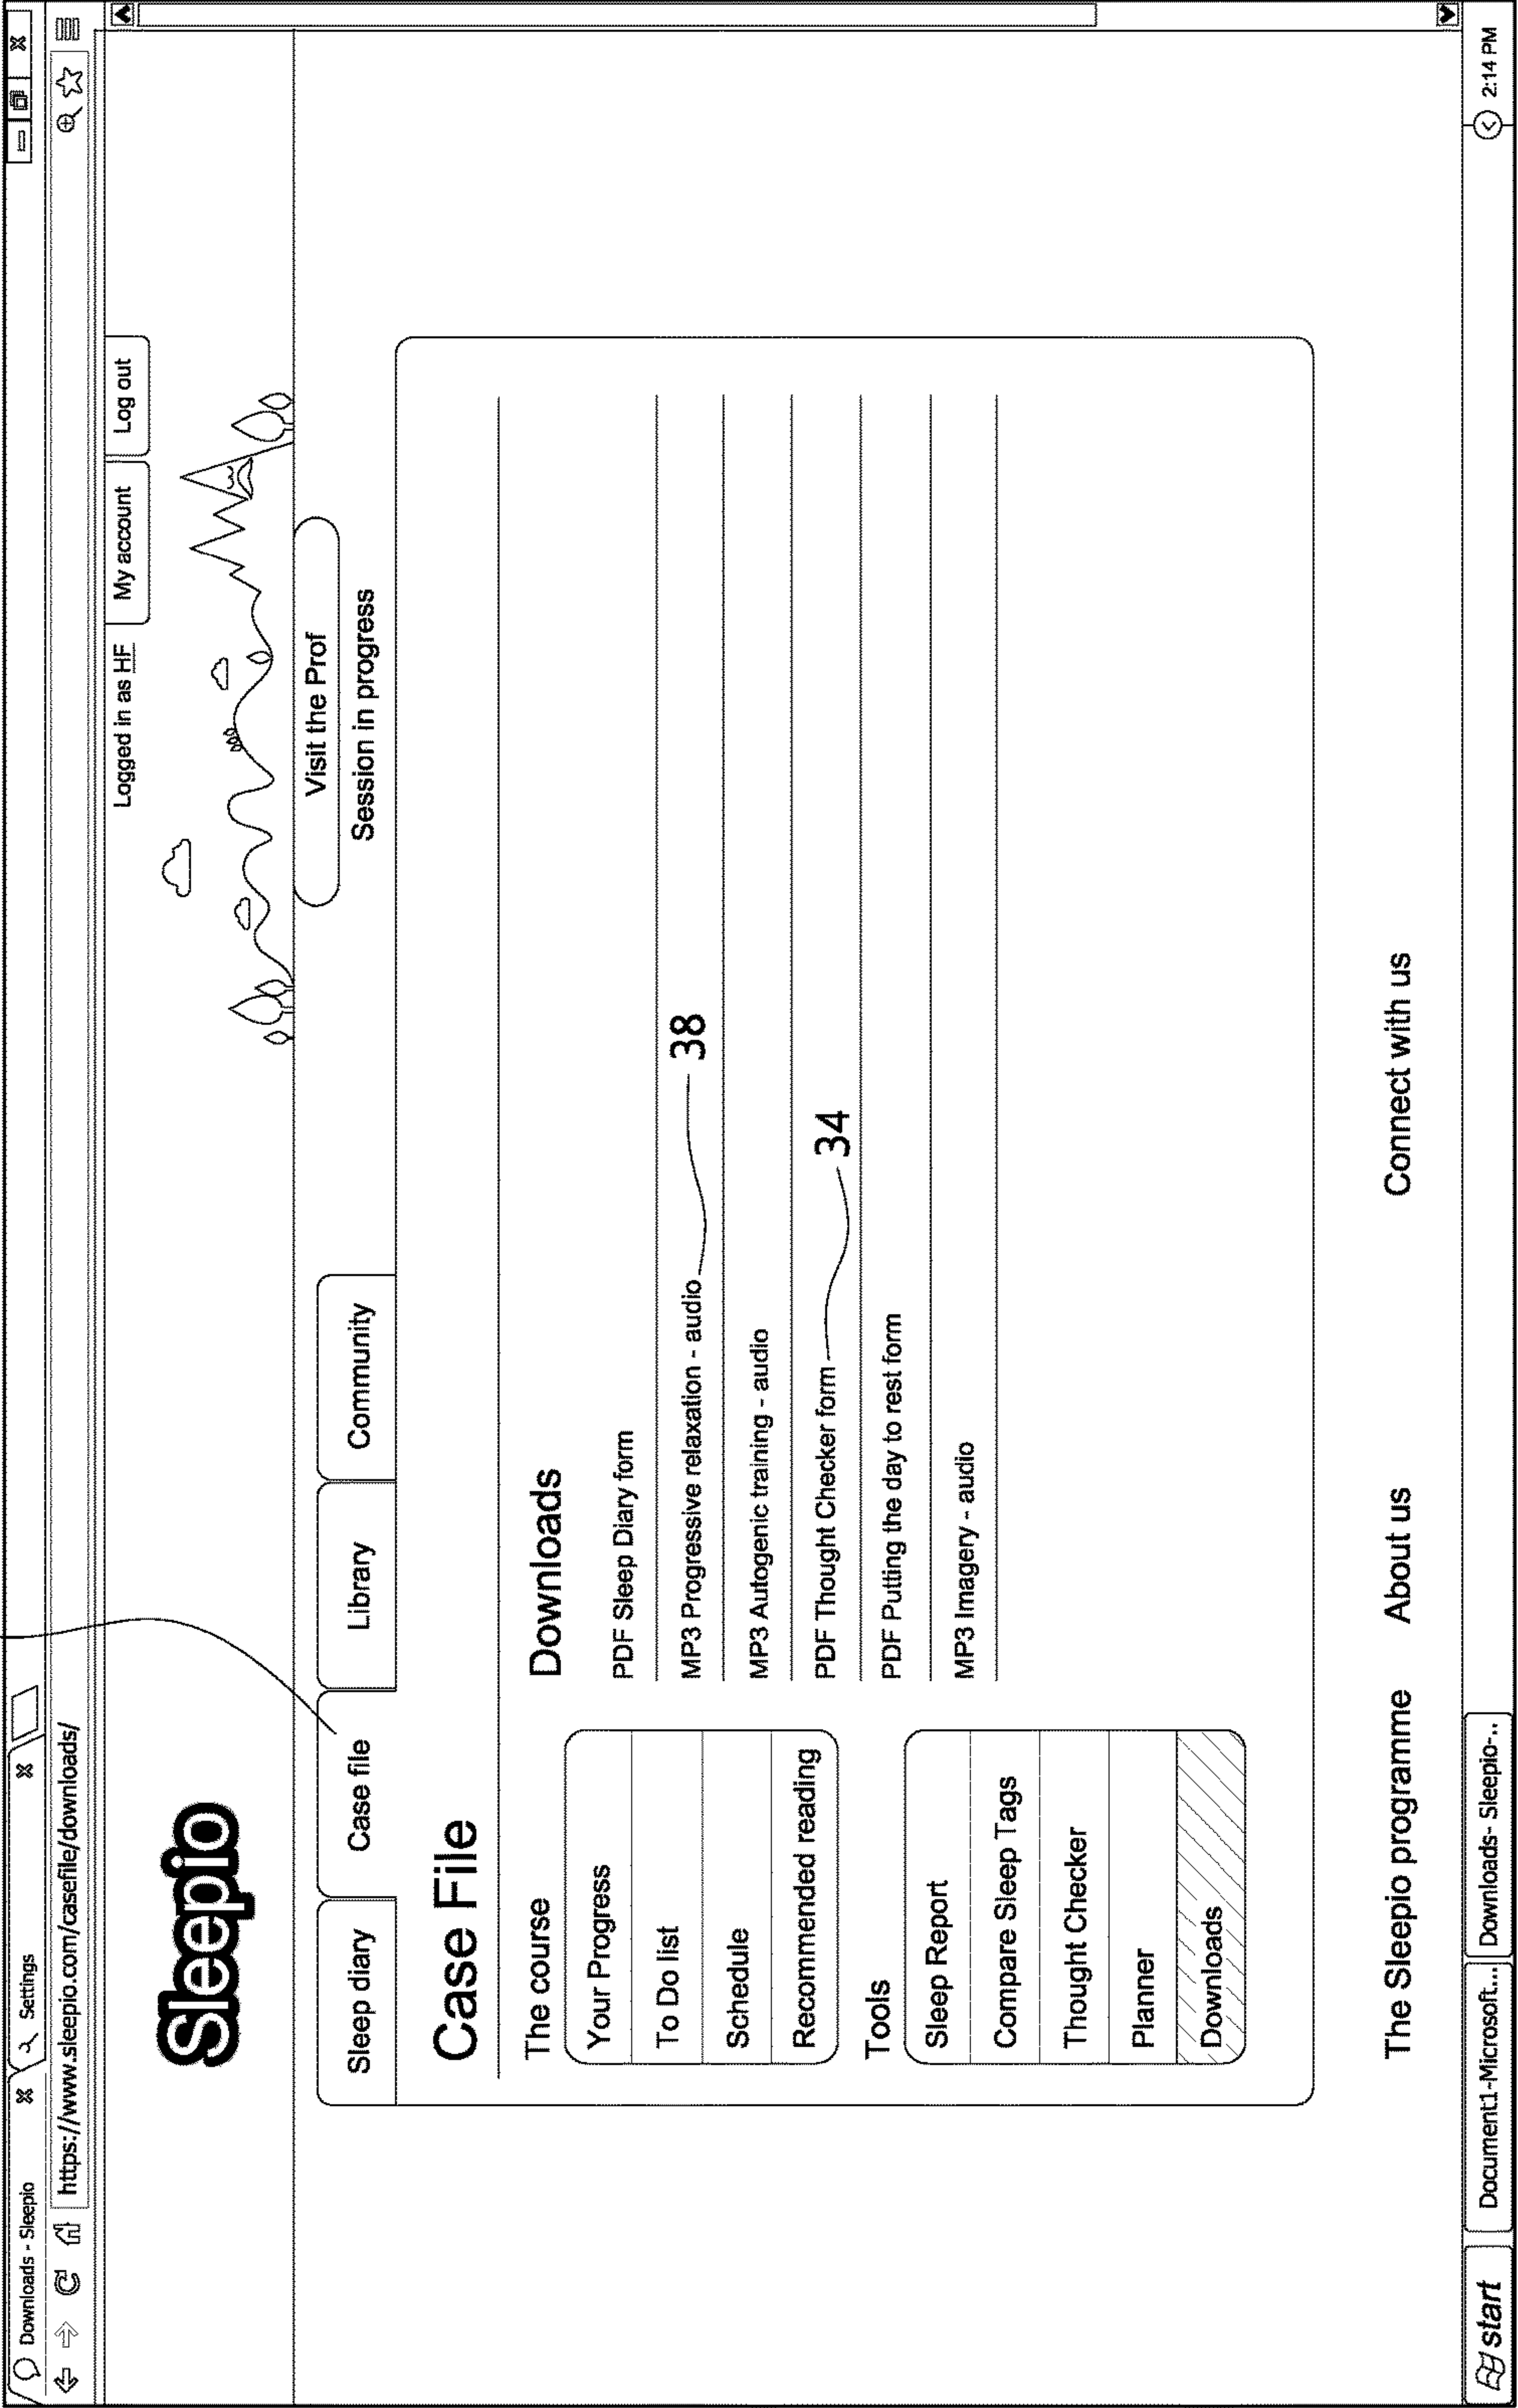 Downloads - Sleepio
Settings
https://www.sleepio.com/casefile/downloads/
Logged in as HF
My account
Log out
Sleepio
Visit the Prof
Session in progress
Sleep diary
Case file
Library
Community
Case File
The course
Your Progress
To Do list
Schedule
Recommended reading
Tools
Sleep Report
Compare Sleep Tags
Thought Checker
Planner
Downloads
Downloads
PDF Sleep Diary form
MP3 Progressive relaxation - audio 38
MP3 Autogenic training - audio
PDF Thought Checker form 34
PDF Putting the day to rest form
MP3 Imagery - audio
The Sleepio programme
About us
Connect with us
start
Document1-Microsoft...
Downloads- Sleepio-..
2:14 PM